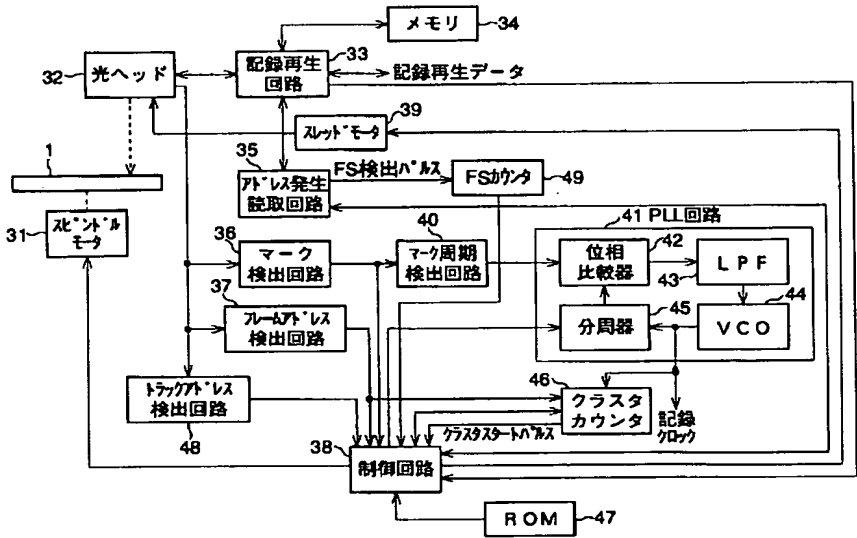 メモリ
34
33
32
光ヘッド
記録再生
回路
記録再生データ
39
スレッドモータ
1
35
FS検出パルス
アドレス発生
読取回路
FSカウンタ
49
31
スピンドル
モータ
36
マーク
検出回路
40
マーク周期
検出回路
41 PLL回路
位相
比較器
42
LPF
43
37
フレームアドレス
検出回路
分周器
45
VCO
44
トラックアドレス
検出回路
48
46
クラスタ
カウンタ
記録
クロック
クラスタスタートパルス
38
制御回路
ROM
47